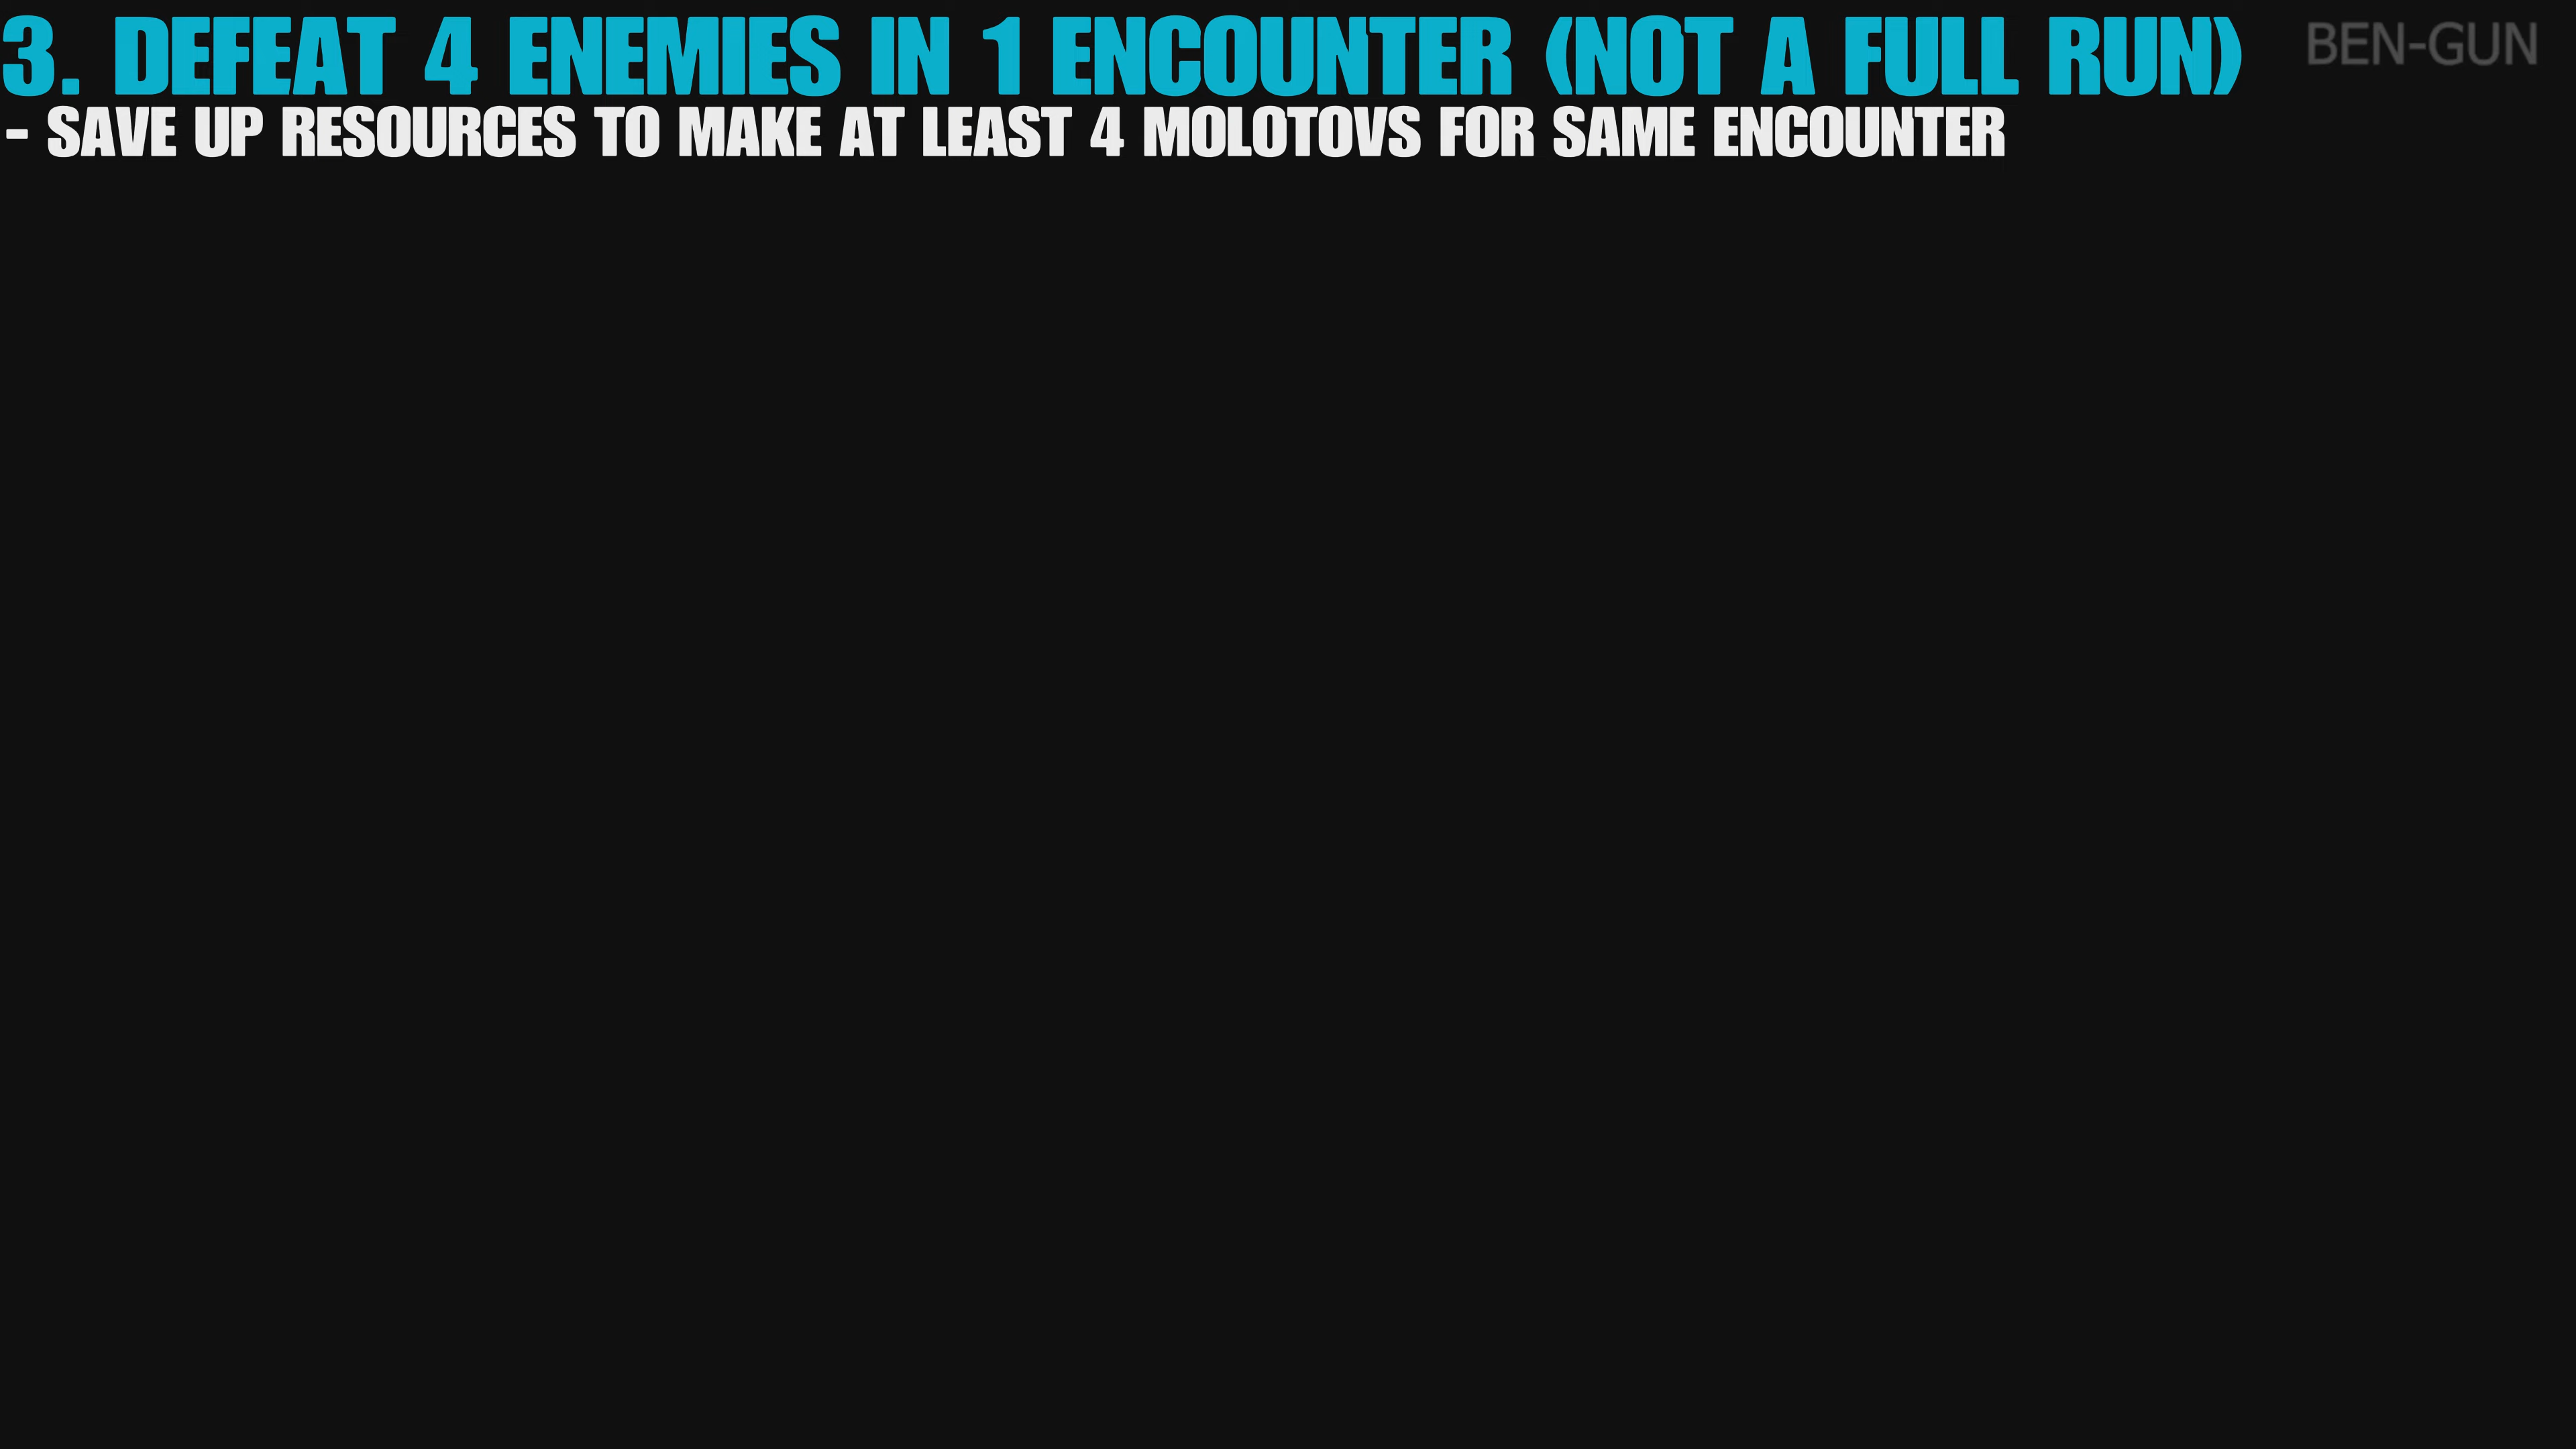 3. DEFEAT 4 ENEMIES IN 1 ENCOUNTER (NOT A FULL RUN)
BEN-GUN
- SAVE UP RESOURCES TO MAKE AT LEAST 4 MOLOTOVS FOR SAME ENCOUNTER